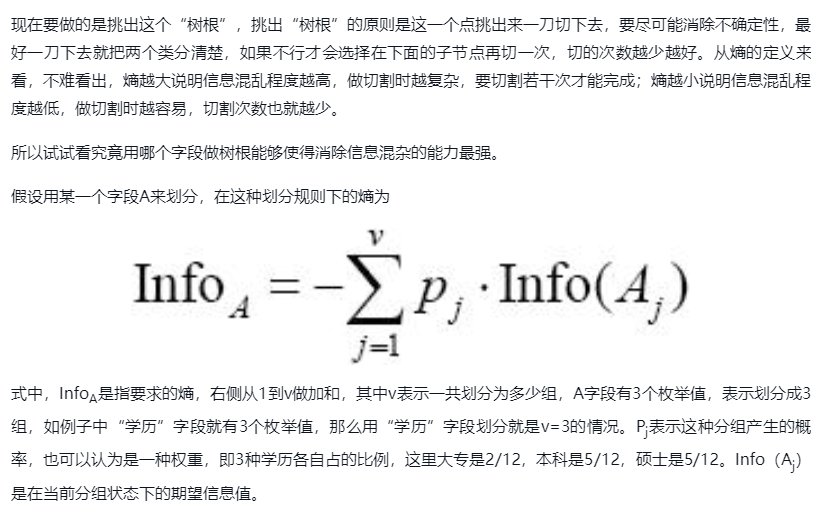 现在要做的是挑出这个“树根”，挑出“树根”的原则是这一个点挑出来一刀切下去，要尽可能消除不确定性，最
好一刀下去就把两个类分清楚，如果不行才会选择在下面的子节点再切一次，切的次数越少越好。从熵的定义来
看，不难看出，熵越大说明信息混乱程度越高，做切割时越复杂，要切割若干次才能完成；熵越小说明信息混乱程
度越低，做切割时越容易，切割次数也就越少。
所以试试看究竟用哪个字段做树根能够使得消除信息混杂的能力最强。
假设用某一个字段A来划分，在这种划分规则下的熵为
Info_A = -∑_{j=1}^{v} p_j · Info(A_j)
式中，Info_A是指要求的熵，右侧从1到v做加和，其中v表示一共划分为多少组，A字段有3个枚举值，表示划分成3
组，如例子中“学历”字段就有3个枚举值，那么用“学历”字段划分就是v=3的情况。P_j表示这种分组产生的概
率，也可以认为是一种权重，即3种学历各自占的比例，这里大专是2/12，本科是5/12，硕士是5/12。Info（A_j）
是在当前分组状态下的期望信息值。